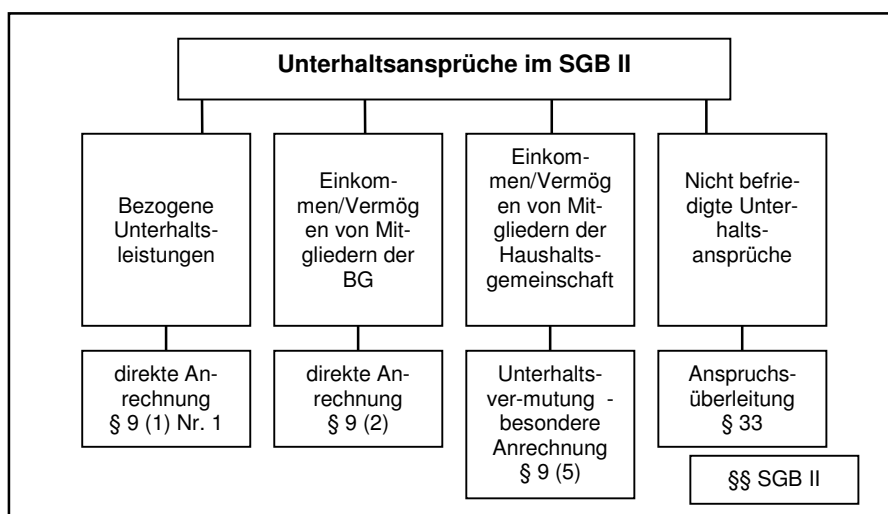 Unterhaltsansprüche im SGB II
Bezogene
Unterhalts-
leistungen
Einkom-
men/Vermög
en von Mit-
gliedern der
BG
Einkom-
men/Vermög
en von Mit-
gliedern der
Haushalts-
gemeinschaft
Nicht befrie-
digte Unter-
halts-
ansprüche
direkte An-
rechnung
§ 9 (1) Nr. 1
direkte An-
rechnung
§ 9 (2)
Unterhalts-
ver-mutung -
besondere
Anrechnung
§ 9 (5)
Anspruchs-
überleitung
§ 33
§§ SGB II